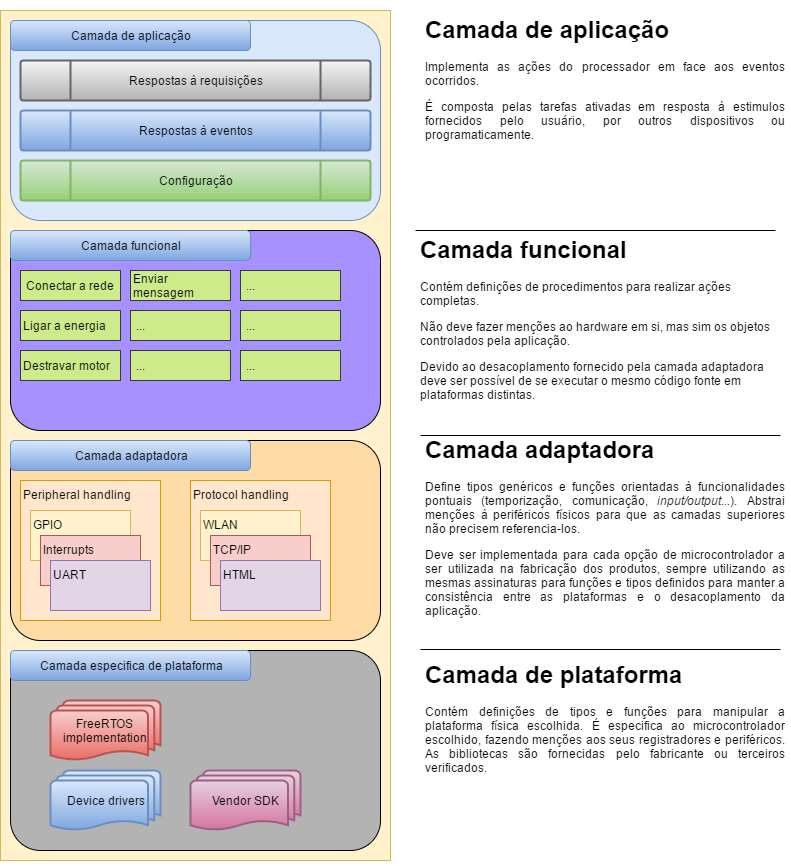 Camada de aplicação
Respostas à requisições
Respostas à eventos
Configuração
Camada de aplicação
Implementa as ações do processador em face aos eventos
ocorridos.
É composta pelas tarefas ativadas em resposta à estimulos
fornecidos pelo usuário, por outros dispositivos ou
programaticamente.
Camada funcional
Conectar a rede
Enviar
mensagem
...
Ligar a energia
...
...
Destravar motor
...
...
Camada funcional
Contém definições de procedimentos para realizar ações
completas.
Não deve fazer menções ao hardware em si, mas sim os objetos
controlados pela aplicação.
Devido ao desacoplamento fornecido pela camada adaptadora
deve ser possível de se executar o mesmo código fonte em
plataformas distintas.
Camada adaptadora
Peripheral handling
GPIO
Interrupts
UART
Protocol handling
WLAN
TCP/IP
HTML
Camada adaptadora
Define tipos genéricos e funções orientadas à funcionalidades
pontuais (temporização, comunicação, input/output...). Abstrai
menções à periféricos físicos para que as camadas superiores
não precisem referencia-los.
Deve ser implementada para cada opção de microcontrolador a
ser utilizada na fabricação dos produtos, sempre utilizando as
mesmas assinaturas para funções e tipos definidos para manter a
consistência entre as plataformas e o desacoplamento da
aplicação.
Camada especifica de plataforma
FreeRTOS
implementation
Device drivers
Vendor SDK
Camada de plataforma
Contém definições de tipos e funções para manipular a
plataforma física escolhida. É especifica ao microcontrolador
escolhido, fazendo menções aos seus registradores e periféricos.
As bibliotecas são fornecidas pelo fabricante ou terceiros
verificados.